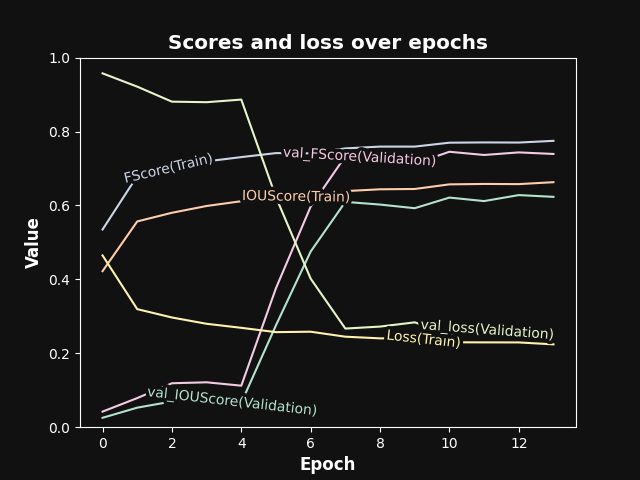 Scores and loss over epochs
1.0
0.8
0.6
0.4
0.2
0.0
Value
FScore(Train)
val_FScore(Validation)
IOUScore(Train)
val_loss(Validation)
Loss(Train)
val_IOUScore(Validation)
0 2 4 6 8 10 12
Epoch